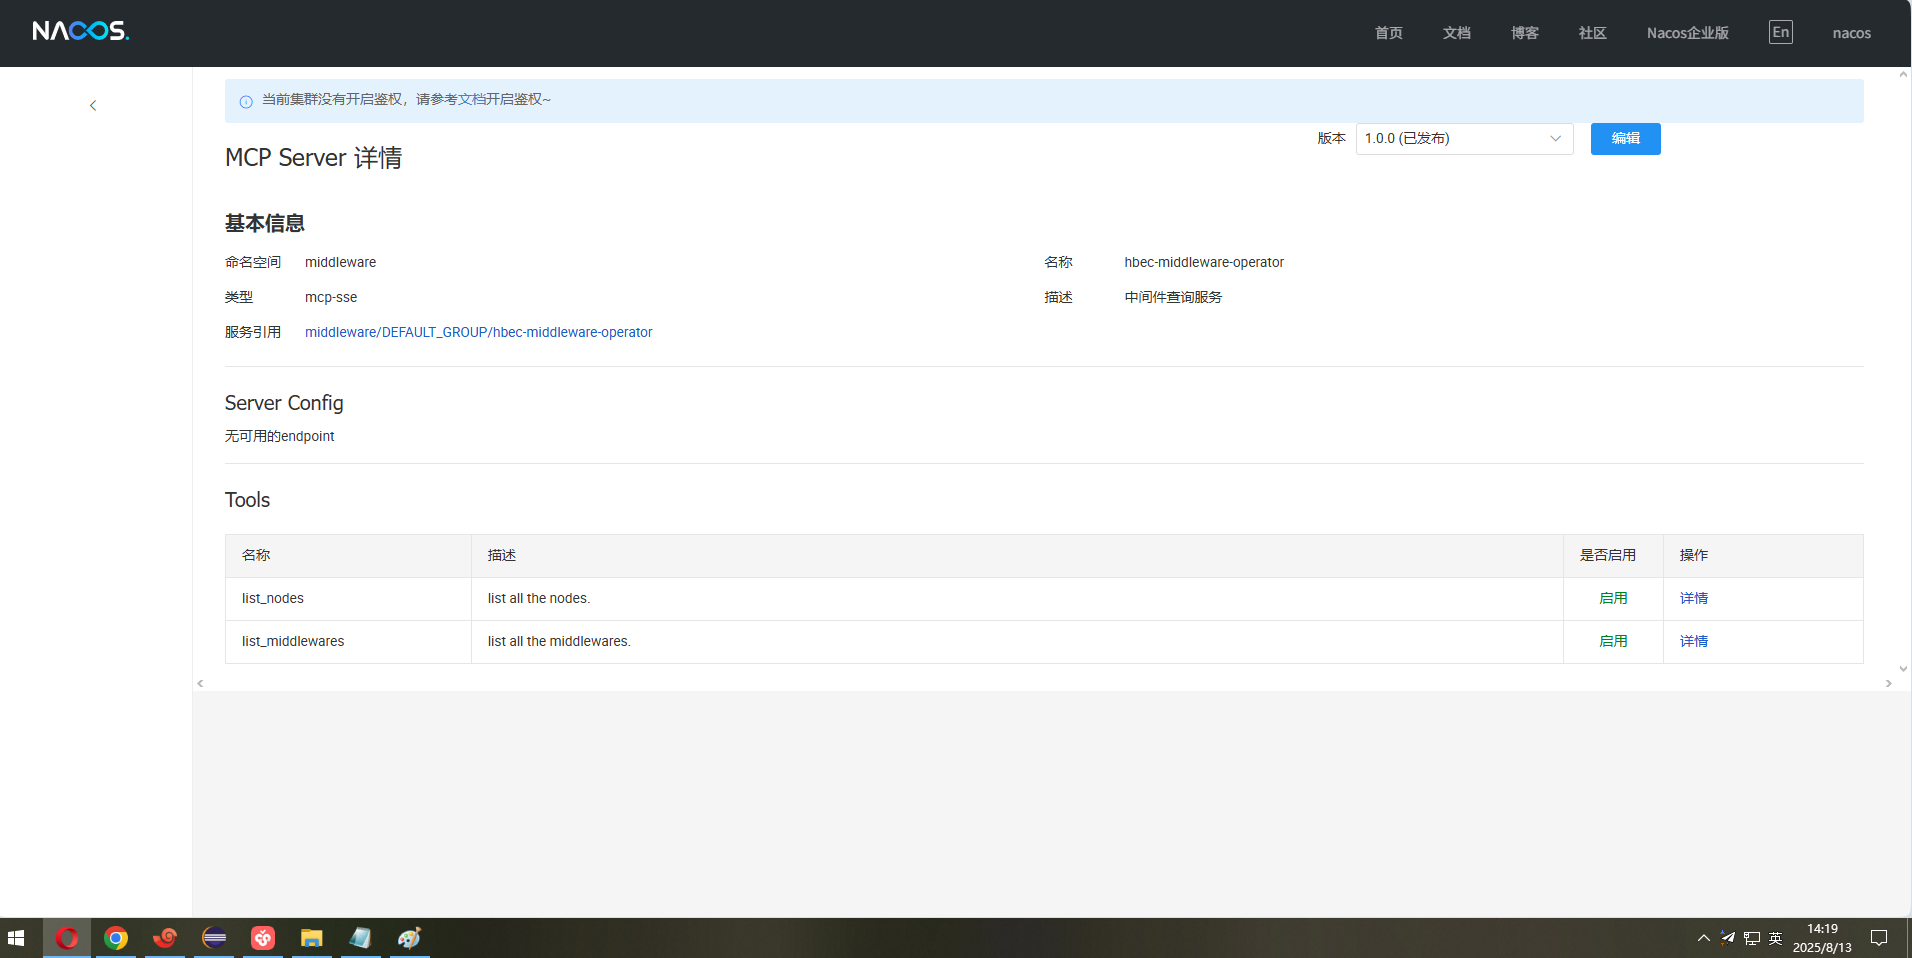 NACOS.
首页 文档 博客 社区 Nacos企业版 En nacos
当前集群没有开启鉴权，请参考文档开启鉴权~
版本 1.0.0 (已发布) 编辑
MCP Server 详情
基本信息
命名空间 middleware 名称 hbec-middleware-operator
类型 mcp-sse 描述 中间件查询服务
服务引用 middleware/DEFAULT_GROUP/hbec-middleware-operator
Server Config
无可用的endpoint
Tools
名称 描述 是否启用 操作
list_nodes list all the nodes. 启用 详情
list_middlewares list all the middlewares. 启用 详情
英 14:19
2025/8/13